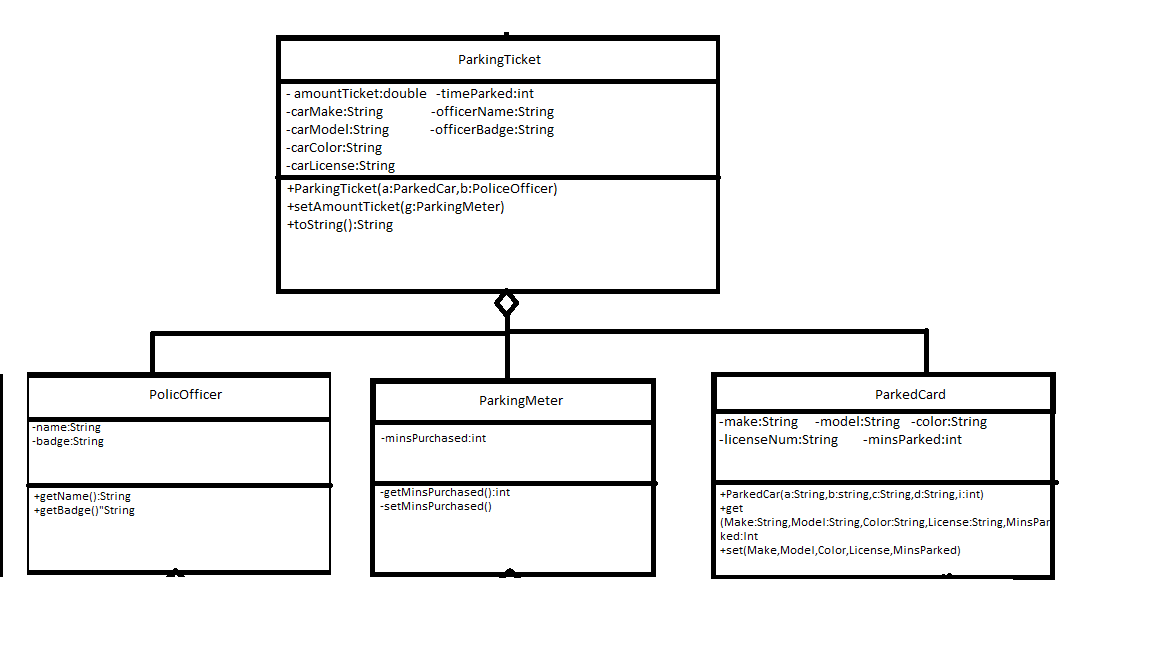 ParkingTicket
- amountTicket:double -timeParked:int
-carMake:String -officerName:String
-carModel:String -officerBadge:String
-carColor:String
-carLicense:String
+ParkingTicket(a:ParkedCar,b:PoliceOfficer)
+setAmountTicket(g:ParkingMeter)
+toString():String
PolicOfficer
-name:String
-badge:String
+getName():String
+getBadge()"String
ParkingMeter
-minsPurchased:int
-getMinsPurchased():int
-setMinsPurchased()
ParkedCard
-make:String -model:String -color:String
-licenseNum:String -minsParked:int
+ParkedCar(a:String,b:string,c:String,d:String,i:int)
+get
(Make:String,Model:String,Color:String,License:String,MinsPar
ked:Int
+set(Make,Model,Color,License,MinsParked)